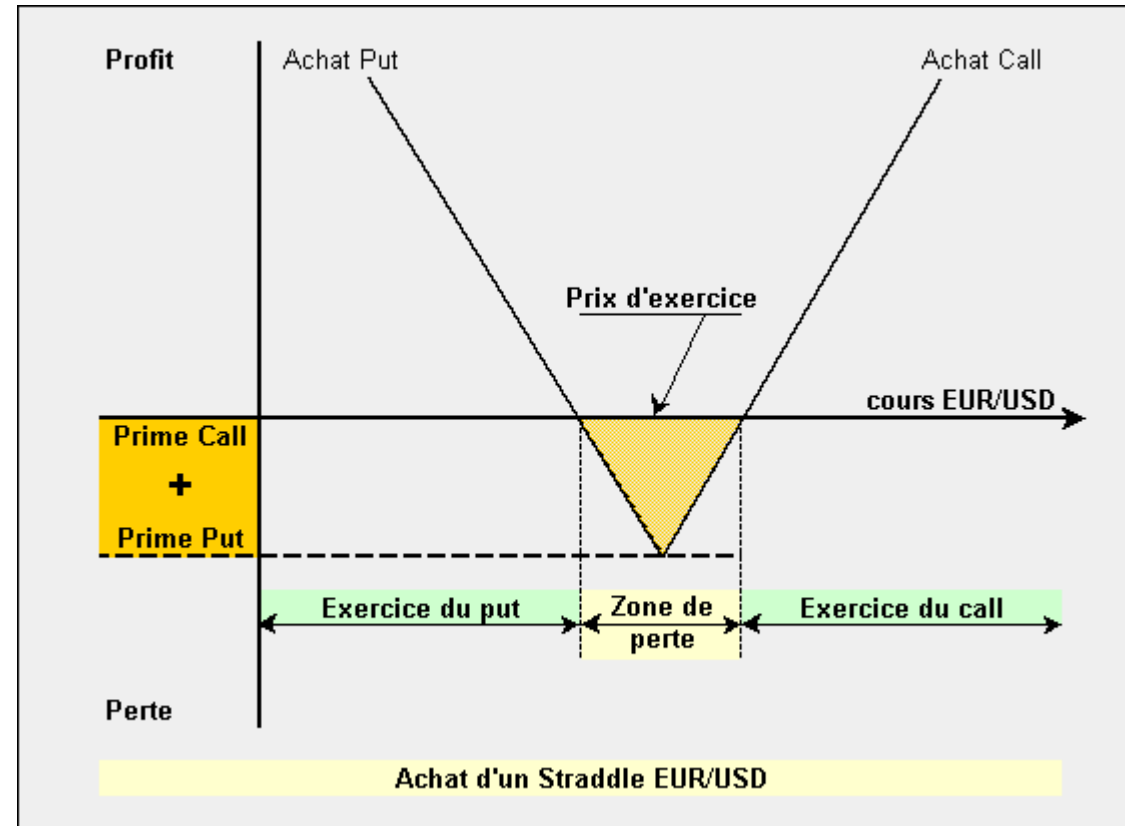 Profit
Achat Put
Achat Call
Prix d'exercice
cours EUR/USD
Prime Call
+
Prime Put
Exercice du put
Zone de
perte
Exercice du call
Perte
Achat d'un Straddle EUR/USD